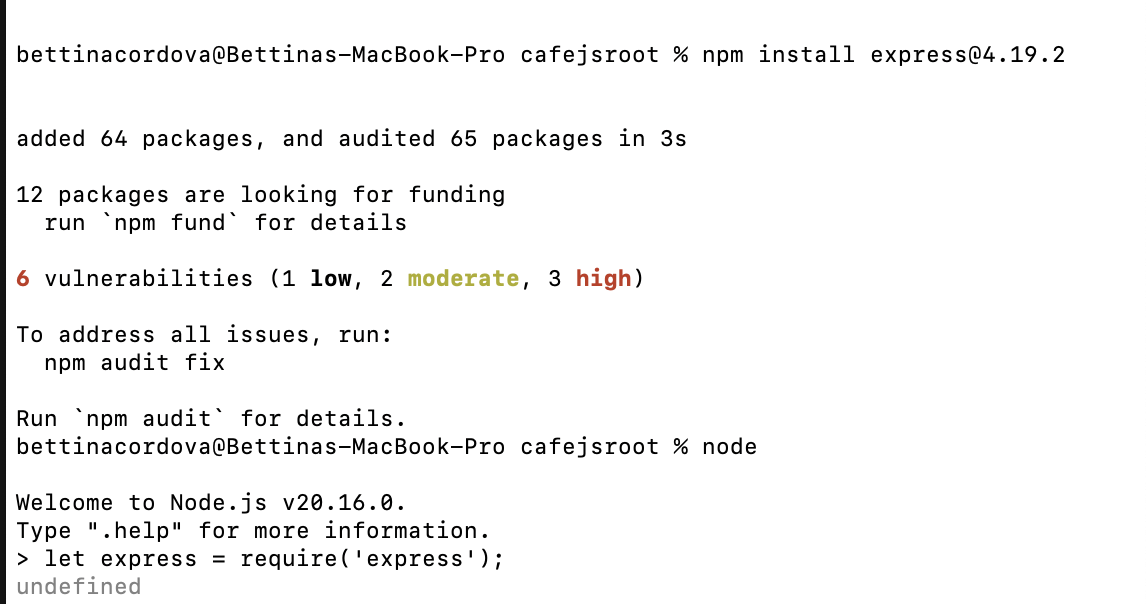 bettinacordova@Bettinas-MacBook-Pro cafejsroot % npm install express@4.19.2
added 64 packages, and audited 65 packages in 3s
12 packages are looking for funding
  run `npm fund` for details
6 vulnerabilities (1 low, 2 moderate, 3 high)
To address all issues, run:
  npm audit fix
Run `npm audit` for details.
bettinacordova@Bettinas-MacBook-Pro cafejsroot % node
Welcome to Node.js v20.16.0.
Type ".help" for more information.
> let express = require('express');
undefined